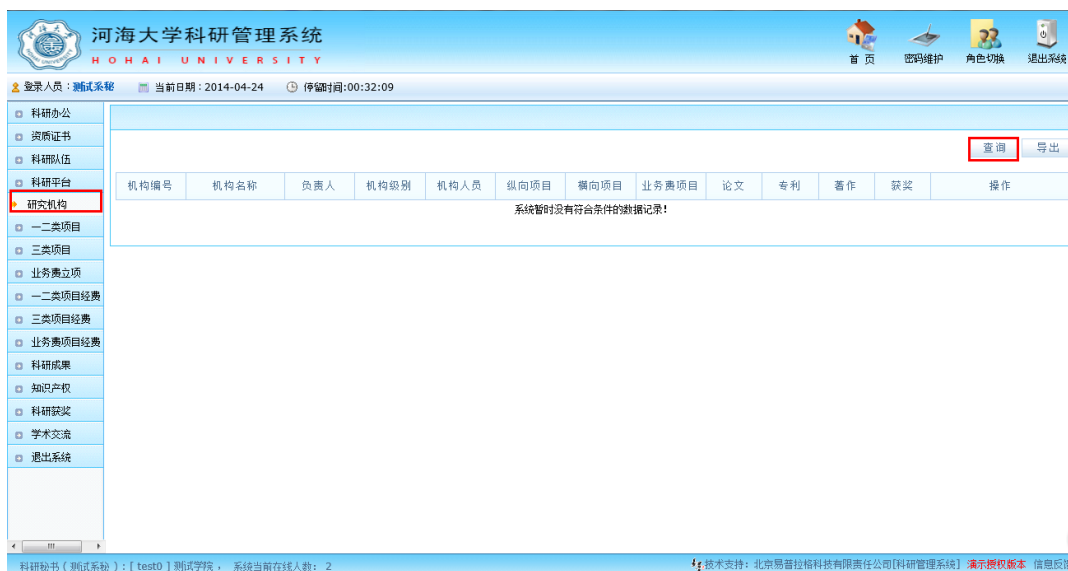 河海大学科研管理系统
HOHAI UNIVERSITY
首 页 密码维护 角色切换 退出系统
登录人员：测试系秘 当前日期：2014-04-24 停留时间:00:32:09
科研办公
资质证书
科研队伍
科研平台
研究机构
一二类项目
三类项目
业务费立项
一二类项目经费
三类项目经费
业务费项目经费
科研成果
知识产权
科研获奖
学术交流
退出系统
查询 导出
机构编号 机构名称 负责人 机构级别 机构人员 纵向项目 横向项目 业务费项目 论文 专利 著作 获奖 操作
系统暂时没有符合条件的数据记录！
科研秘书（测试系秘）：[ test0 ] 测试学院， 系统当前在线人数： 2
技术支持：北京易普拉格科技有限责任公司[科研管理系统] 演示授权版本 信息反馈